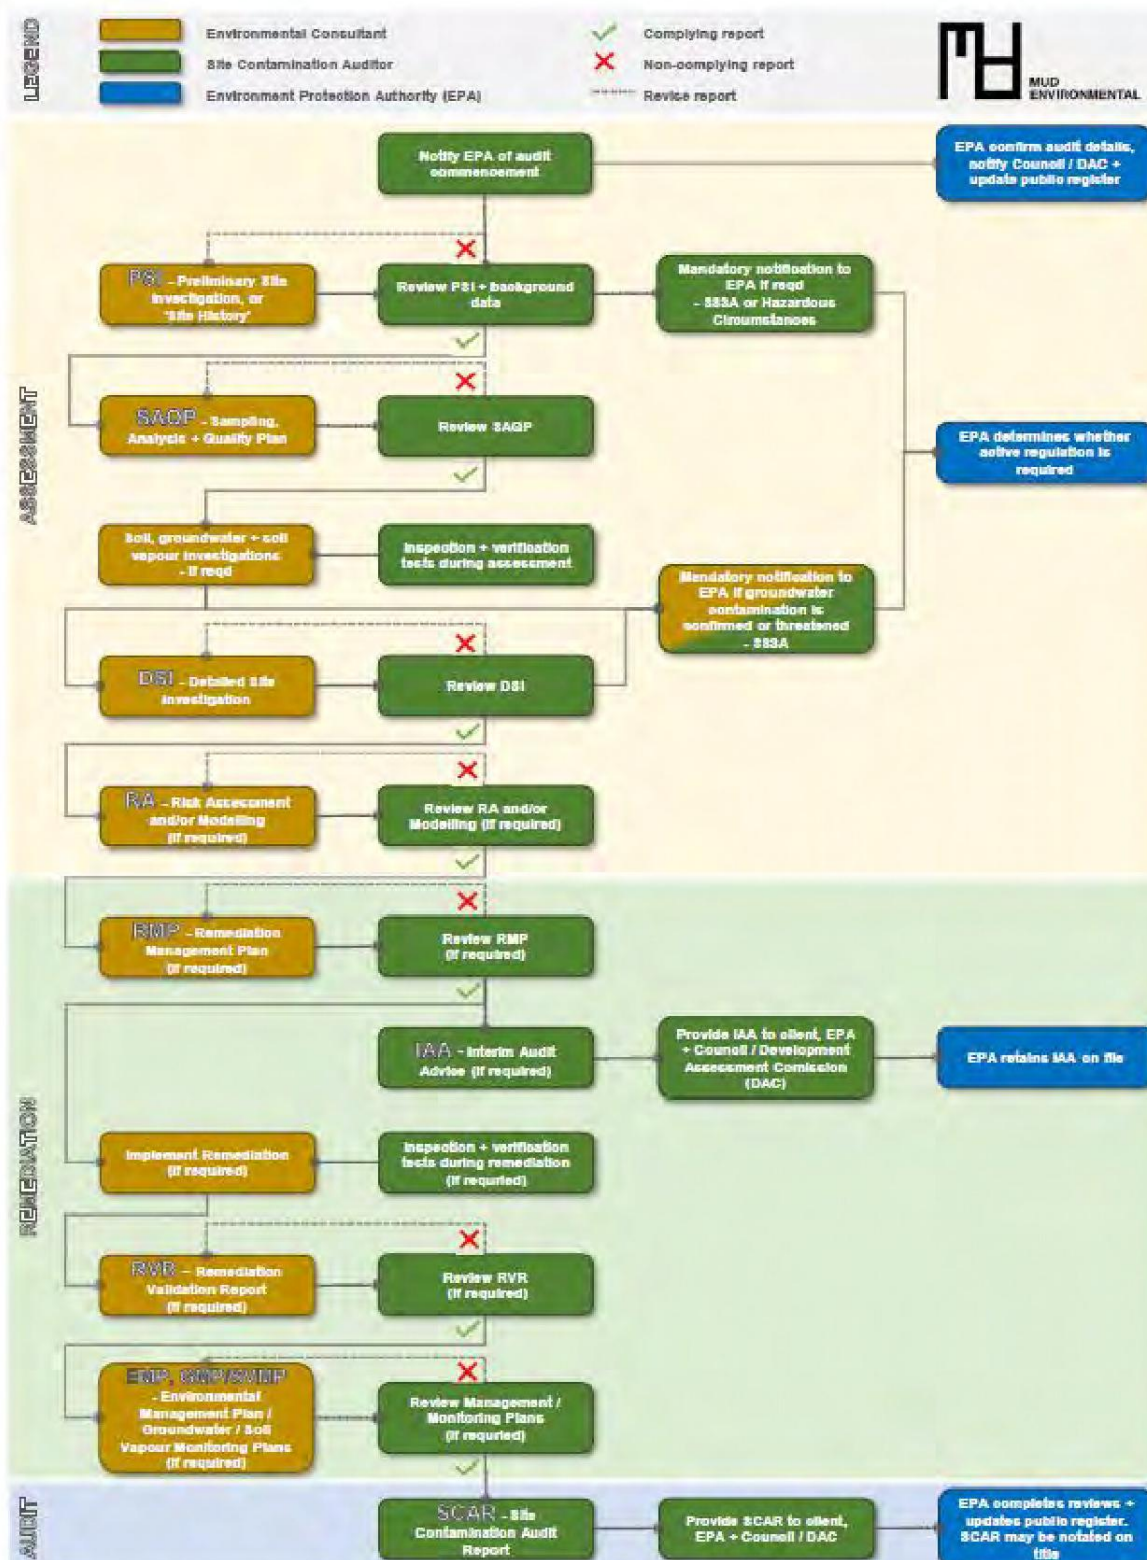 LEGEND
Environmental Consultant
Site Contamination Auditor
Environment Protection Authority (EPA)
Complying report
Non-complying report
Revise report
MUD
ENVIRONMENTAL
ASSESSMENT
Notify EPA of audit
commencement
EPA confirm audit details,
notify Council / DAC +
update public register
PSI - Preliminary Site
Investigation, or
'Site History'
Review PSI + background
data
Mandatory notification to
EPA if reqd
- S83A or Hazardous
Circumstances
SAQP - Sampling,
Analysis + Quality Plan
Review SAQP
EPA determines whether
active regulation is
required
Soil, groundwater + soil
vapour investigations
- if reqd
Inspection + verification
tests during assessment
Mandatory notification to
EPA if groundwater
contamination is
confirmed or threatened
- S83A
DSI - Detailed Site
Investigation
Review DSI
RA - Risk Assessment
and/or Modelling
(if required)
Review RA and/or
Modelling (if required)
REMEDIATION
RMP - Remediation
Management Plan
(if required)
Review RMP
(if required)
IAA - Interim Audit
Advice (if required)
Provide IAA to client, EPA
+ Council / Development
Assessment Comission
(DAC)
EPA retains IAA on file
Implement Remediation
(if required)
Inspection + verification
tests during remediation
(if requried)
RVR - Remediation
Validation Report
(if required)
Review RVR
(if required)
EMP, GMP/SVMP
- Environmental
Management Plan /
Groundwater / Soil
Vapour Monitoring Plans
(if required)
Review Management /
Monitoring Plans
(if requried)
AUDIT
SCAR - Site
Contamination Audit
Report
Provide SCAR to client,
EPA + Council / DAC
EPA completes reviews +
updates public register.
SCAR may be notated on
title